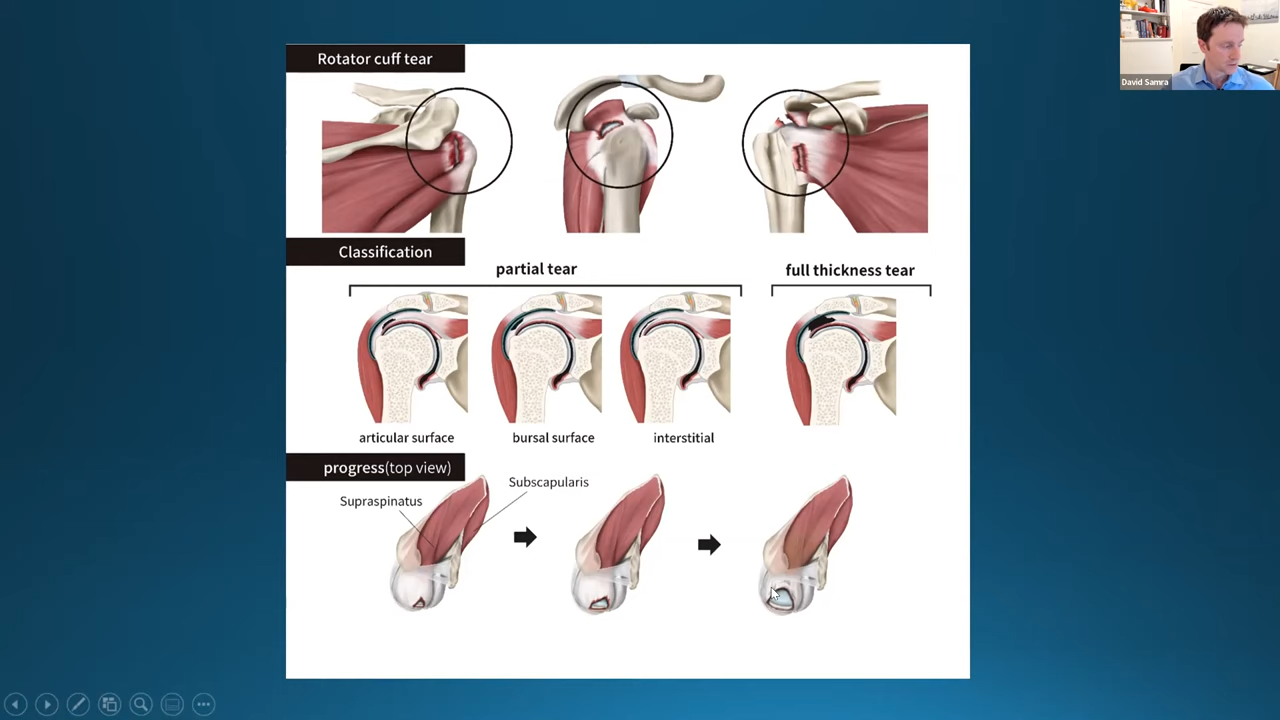 David Samra
Rotator cuff tear
Classification
partial tear
full thickness tear
articular surface
bursal surface
interstitial
progress(top view)
Supraspinatus
Subscapularis